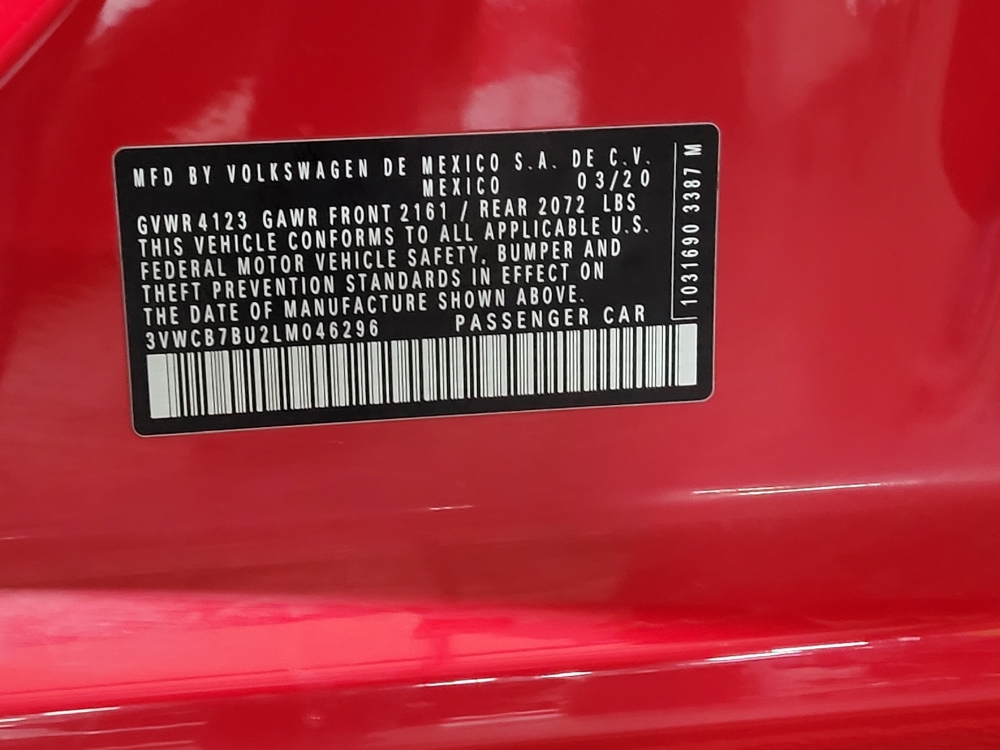 MFD BY VOLKSWAGEN DE MEXICO S.A. DE C.V.
MEXICO 03/20
GVWR 4123 GAWR FRONT 2161 / REAR 2072 LBS
THIS VEHICLE CONFORMS TO ALL APPLICABLE U.S.
FEDERAL MOTOR VEHICLE SAFETY, BUMPER AND
THEFT PREVENTION STANDARDS IN EFFECT ON
THE DATE OF MANUFACTURE SHOWN ABOVE.
3VWCB7BU2LM046296 PASSENGER CAR
1031690 3387 M